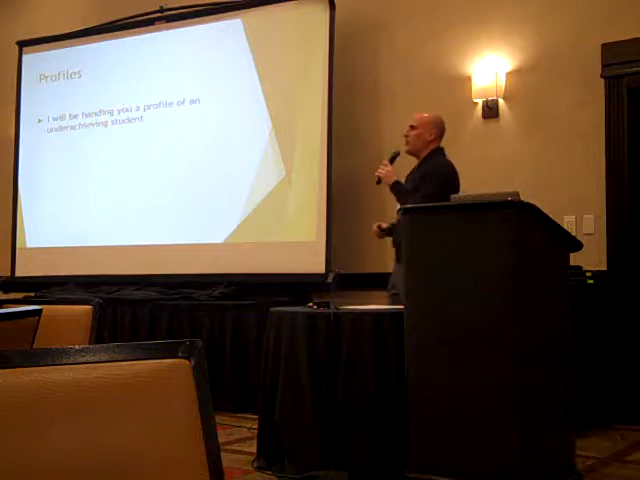 Profiles
I will be handing you a profile of an
underachieving student